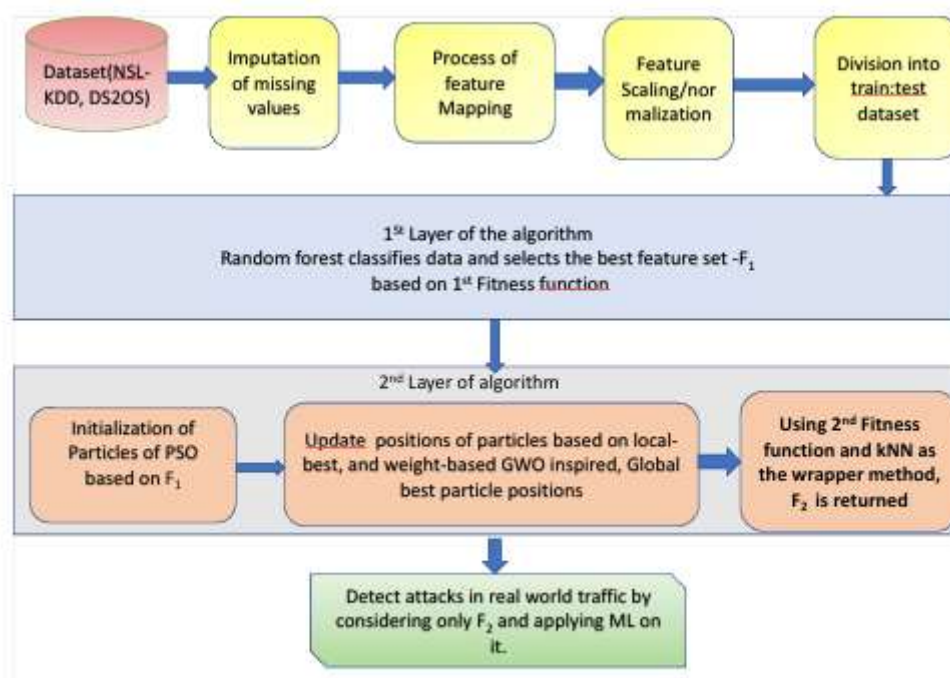 Dataset(NSL-
KDD, DS2OS)
Imputation
of missing
values
Process of
feature
Mapping
Feature
Scaling/nor
malization
Division into
train:test
dataset
1St Layer of the algorithm
Random forest classifies data and selects the best feature set -F1
based on 1st Fitness function
2nd Layer of algorithm
Initialization of
Particles of PSO
based on F1
Update positions of particles based on local-
best, and weight-based GWO inspired, Global
best particle positions
Using 2nd Fitness
function and kNN as
the wrapper method,
F2 is returned
Detect attacks in real world traffic by
considering only F2 and applying ML on
it.